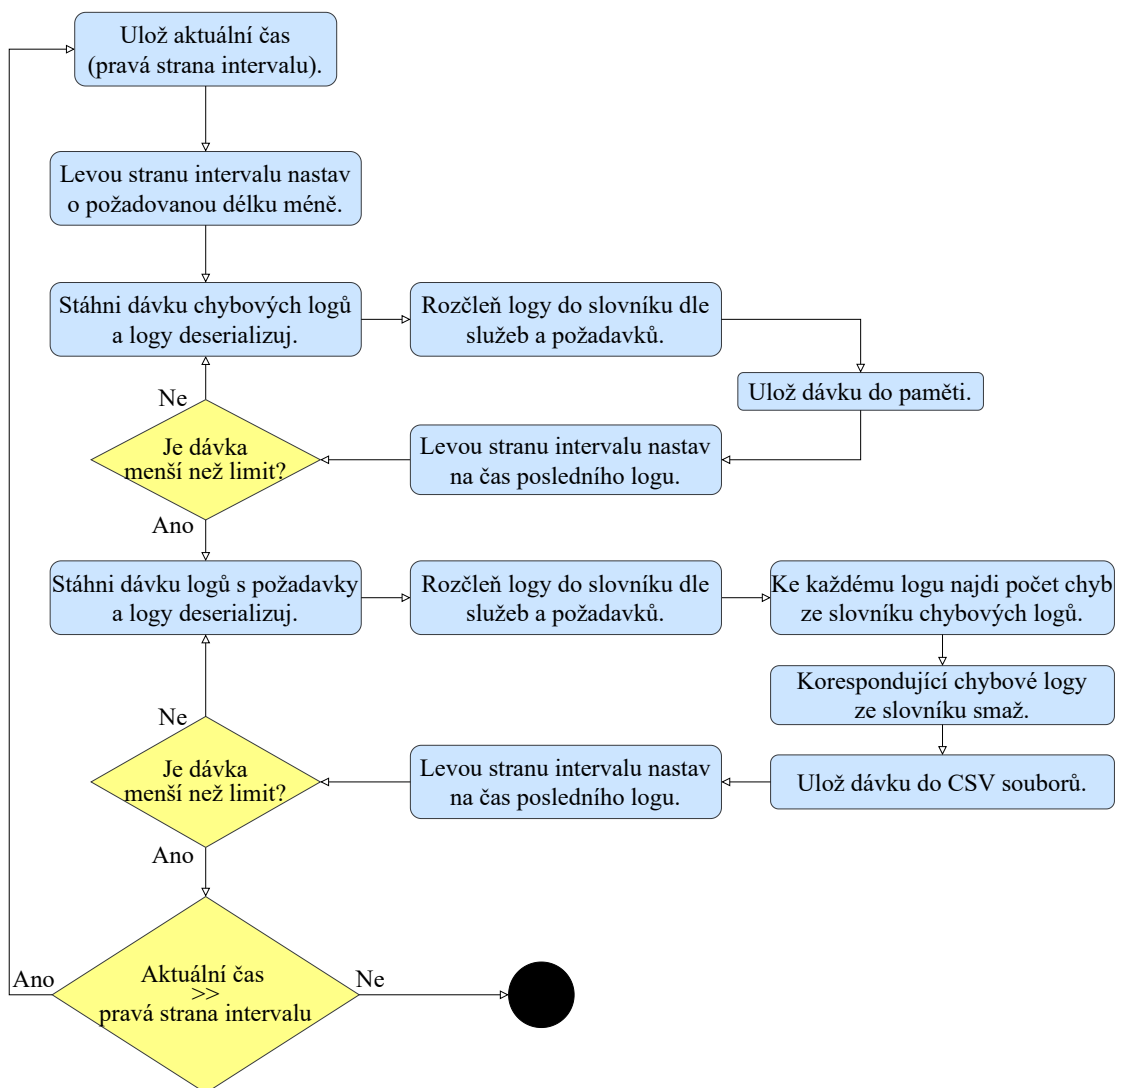 Ulož aktuální čas
(pravá strana intervalu).
Levou stranu intervalu nastav
o požadovanou délku méně.
Stáhni dávku chybových logů
a logy deserializuj.
Rozčleň logy do slovníku dle
služeb a požadavků.
Ulož dávku do paměti.
Levou stranu intervalu nastav
na čas posledního logu.
Ne
Je dávka
menší než limit?
Ano
Stáhni dávku logů s požadavky
a logy deserializuj.
Rozčleň logy do slovníku dle
služeb a požadavků.
Ke každému logu najdi počet chyb
ze slovníku chybových logů.
Korespondující chybové logy
ze slovníku smaž.
Ulož dávku do CSV souborů.
Levou stranu intervalu nastav
na čas posledního logu.
Ne
Je dávka
menší než limit?
Ano
Ano
Aktuální čas
>>
pravá strana intervalu
Ne